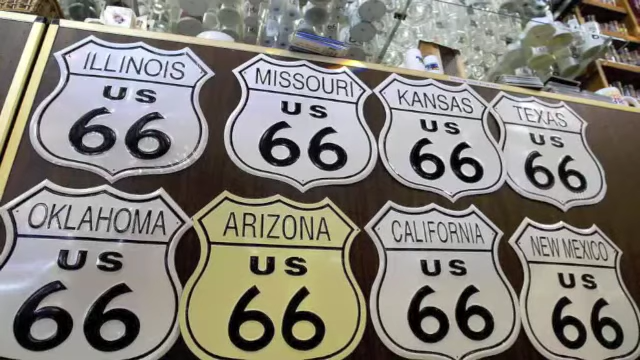 ILLINOIS
US
66
MISSOURI
US
66
KANSAS
US
66
TEXAS
US
66
OKLAHOMA
US
66
ARIZONA
US
66
CALIFORNIA
US
66
NEW MEXICO
US
66